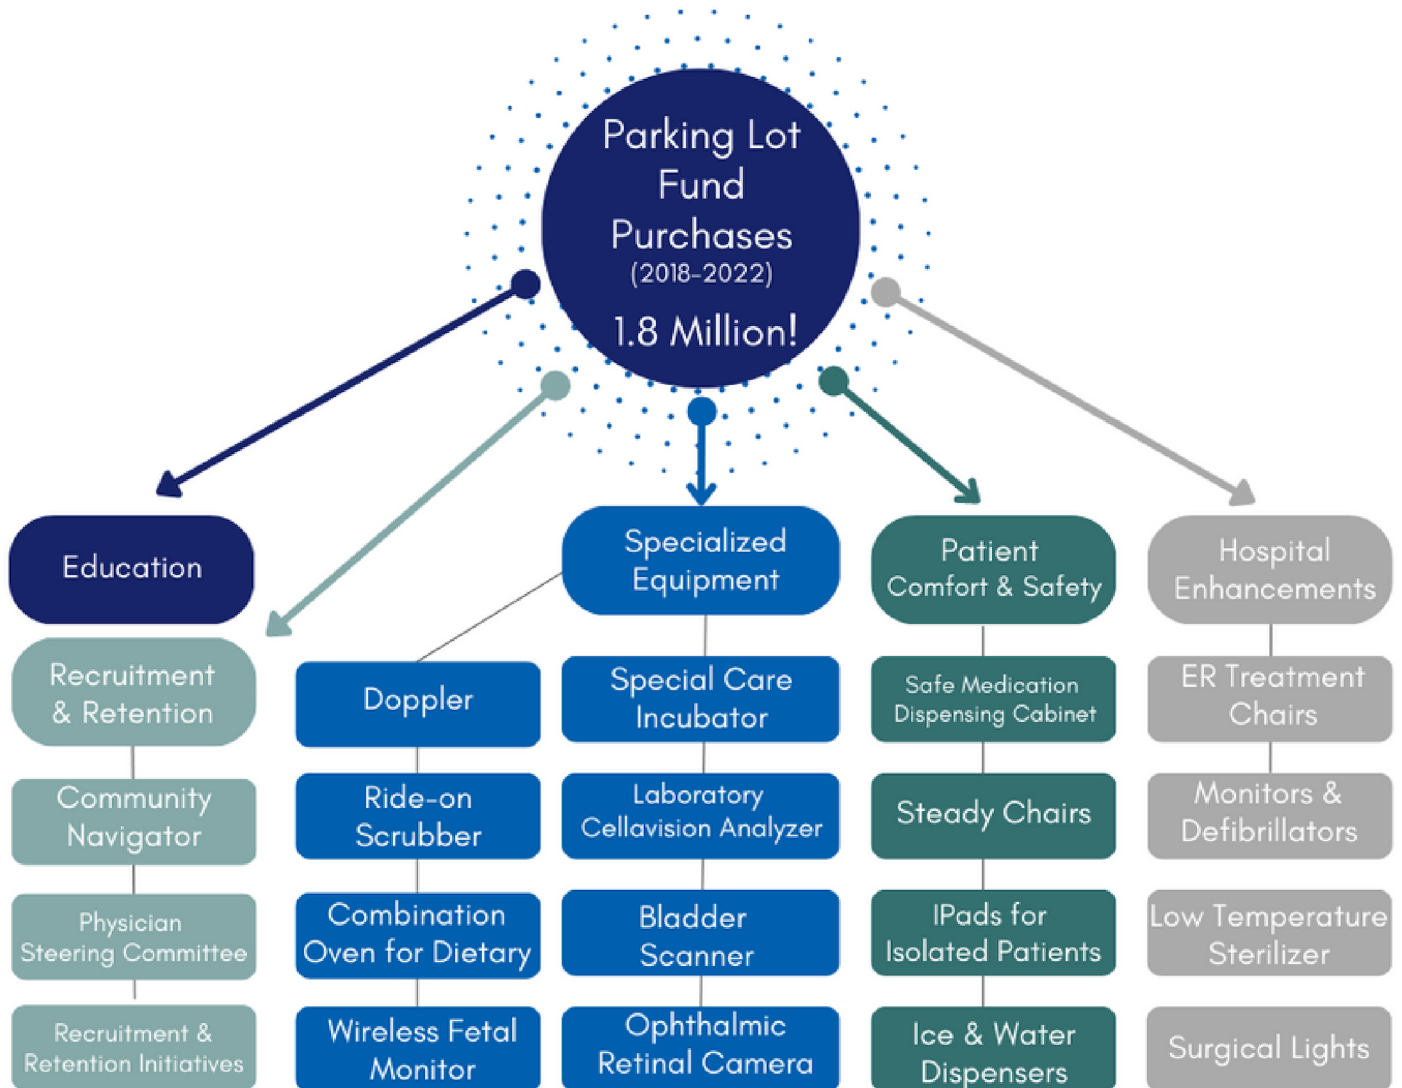 Parking Lot
Fund
Purchases
(2018-2022)
1.8 Million!
Education
Recruitment
& Retention
Community
Navigator
Physician
Steering Committee
Recruitment &
Retention Initiatives
Specialized
Equipment
Doppler
Ride-on
Scrubber
Combination
Oven for Dietary
Wireless Fetal
Monitor
Special Care
Incubator
Laboratory
Cellavision Analyzer
Bladder
Scanner
Ophthalmic
Retinal Camera
Patient
Comfort & Safety
Safe Medication
Dispensing Cabinet
Steady Chairs
IPads for
Isolated Patients
Ice & Water
Dispensers
Hospital
Enhancements
ER Treatment
Chairs
Monitors &
Defibrillators
Low Temperature
Sterilizer
Surgical Lights